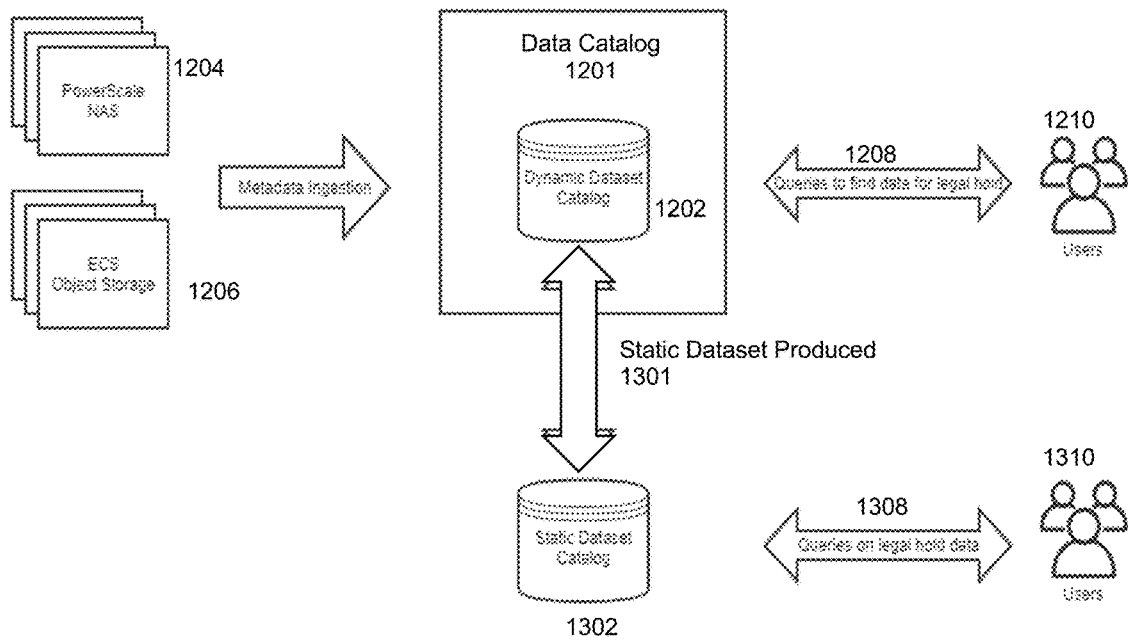 PowerScale
NAS
1204
ECS
Object Storage
1206
Metadata Ingestion
Data Catalog
1201
Dynamic Dataset
Catalog
1202
1208
Queries to find data for legal hold
1210
Users
Static Dataset Produced
1301
Static Dataset
Catalog
1302
1308
Queries on legal hold data
1310
Users